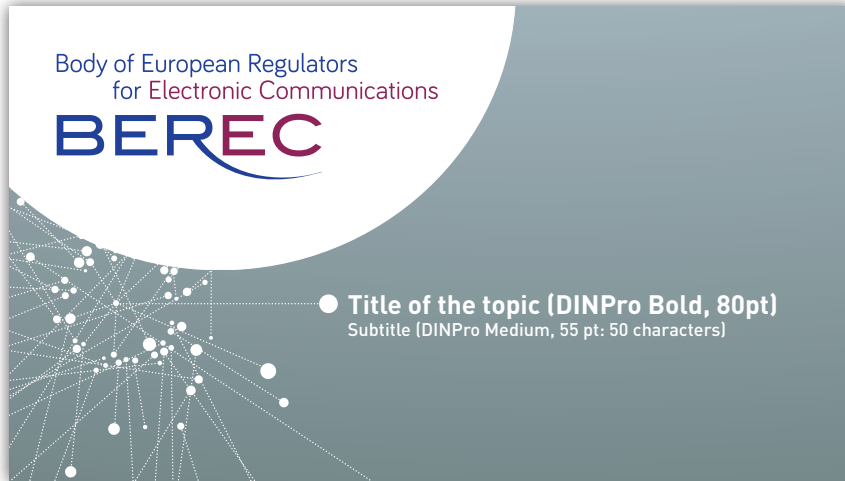 Body of European Regulators
for Electronic Communications
BEREC
Title of the topic (DINPro Bold, 80pt)
Subtitle (DINPro Medium, 55 pt: 50 characters)